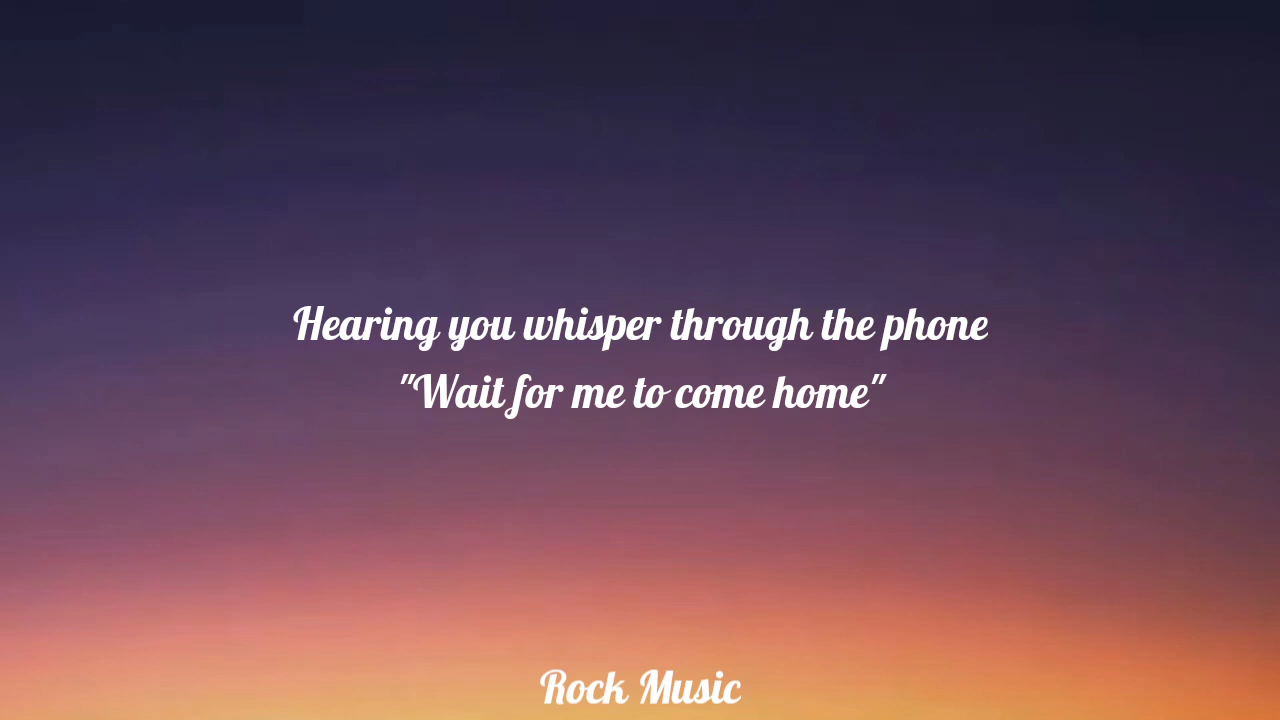 Hearing you whisper through the phone
"Wait for me to come home"
Rock Music